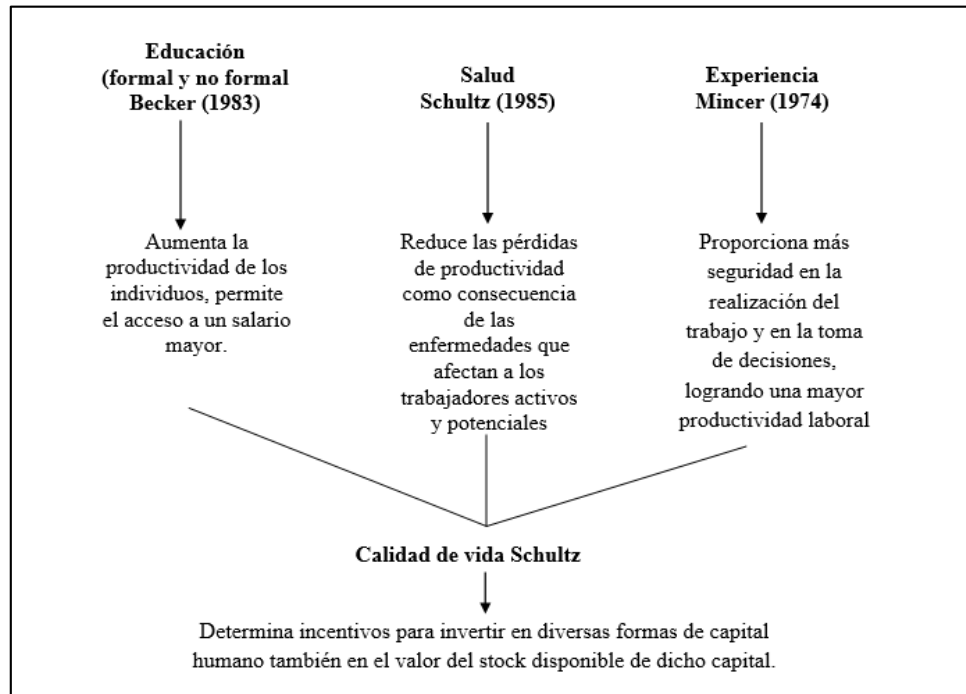 Educación
(formal y no formal
Becker (1983)
Salud
Schultz (1985)
Experiencia
Mincer (1974)
Aumenta la
productividad de los
individuos, permite
el acceso a un salario
mayor.
Reduce las pérdidas
de productividad
como consecuencia
de las
enfermedades que
afectan a los
trabajadores activos
y potenciales
Proporciona más
seguridad en la
realización del
trabajo y en la toma
de decisiones,
logrando una mayor
productividad laboral
Calidad de vida Schultz
Determina incentivos para invertir en diversas formas de capital
humano también en el valor del stock disponible de dicho capital.